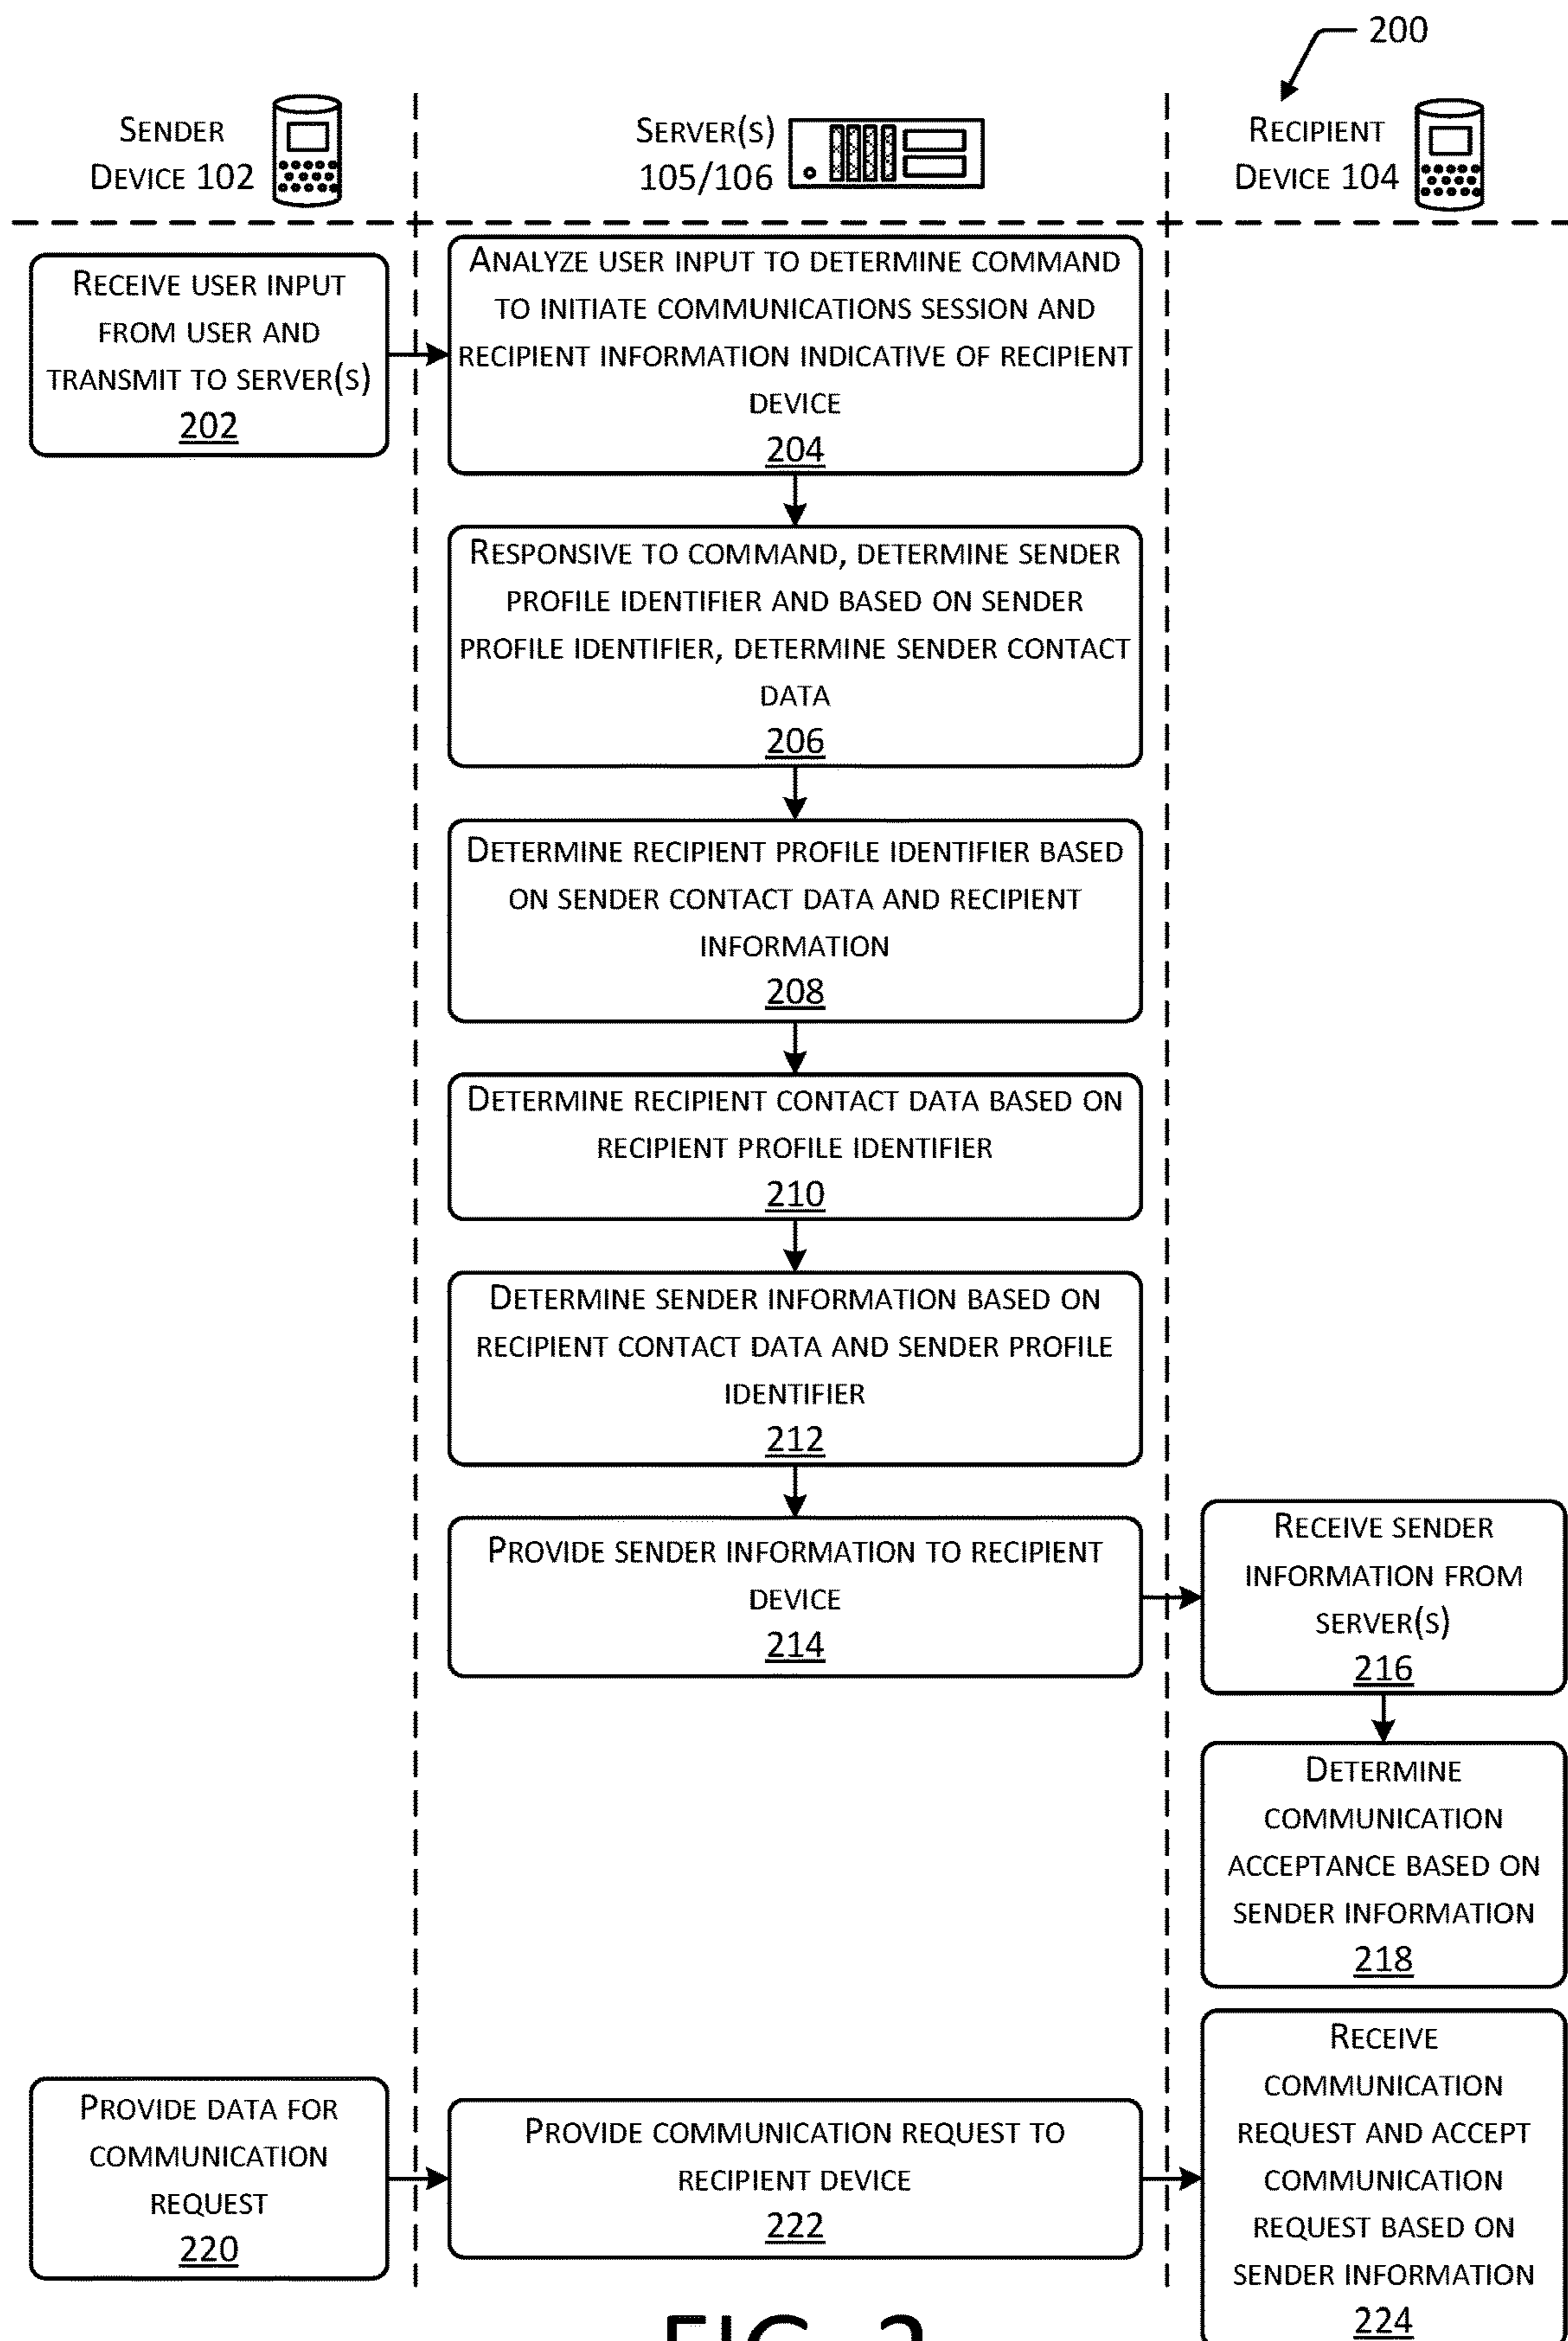 200
SENDER
DEVICE 102
SERVER(S)
105/106
RECIPIENT
DEVICE 104
RECEIVE USER INPUT
FROM USER AND
TRANSMIT TO SERVER(S)
202
ANALYZE USER INPUT TO DETERMINE COMMAND
TO INITIATE COMMUNICATIONS SESSION AND
RECIPIENT INFORMATION INDICATIVE OF RECIPIENT
DEVICE
204
RESPONSIVE TO COMMAND, DETERMINE SENDER
PROFILE IDENTIFIER AND BASED ON SENDER
PROFILE IDENTIFIER, DETERMINE SENDER CONTACT
DATA
206
DETERMINE RECIPIENT PROFILE IDENTIFIER BASED
ON SENDER CONTACT DATA AND RECIPIENT
INFORMATION
208
DETERMINE RECIPIENT CONTACT DATA BASED ON
RECIPIENT PROFILE IDENTIFIER
210
DETERMINE SENDER INFORMATION BASED ON
RECIPIENT CONTACT DATA AND SENDER PROFILE
IDENTIFIER
212
PROVIDE SENDER INFORMATION TO RECIPIENT
DEVICE
214
RECEIVE SENDER
INFORMATION FROM
SERVER(S)
216
DETERMINE
COMMUNICATION
ACCEPTANCE BASED ON
SENDER INFORMATION
218
PROVIDE DATA FOR
COMMUNICATION
REQUEST
220
PROVIDE COMMUNICATION REQUEST TO
RECIPIENT DEVICE
222
RECEIVE
COMMUNICATION
REQUEST AND ACCEPT
COMMUNICATION
REQUEST BASED ON
SENDER INFORMATION
224
FIG.